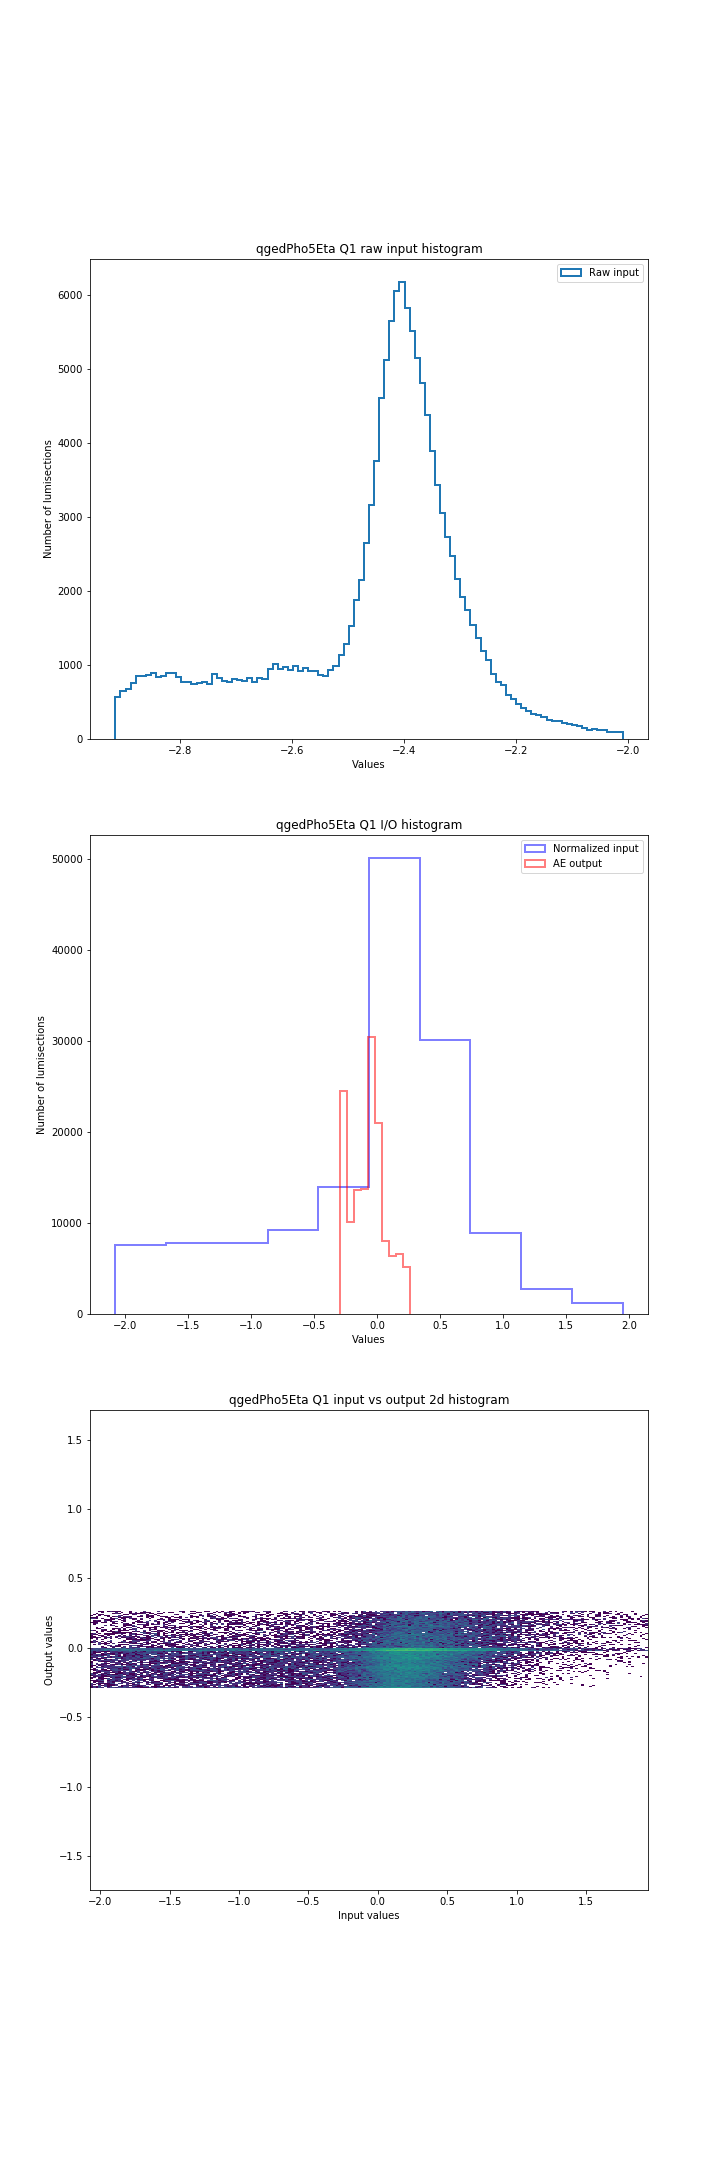 qgedPho5Eta Q1 raw input histogram
Raw input
6000
5000
4000
3000
2000
1000
0
Number of lumisections
−2.8 −2.6 −2.4 −2.2 −2.0
Values
qgedPho5Eta Q1 I/O histogram
Normalized input
AE output
50000
40000
30000
20000
10000
0
Number of lumisections
−2.0 −1.5 −1.0 −0.5 0.0 0.5 1.0 1.5 2.0
Values
qgedPho5Eta Q1 input vs output 2d histogram
1.5
1.0
0.5
0.0
−0.5
−1.0
−1.5
Output values
−2.0 −1.5 −1.0 −0.5 0.0 0.5 1.0 1.5
Input values